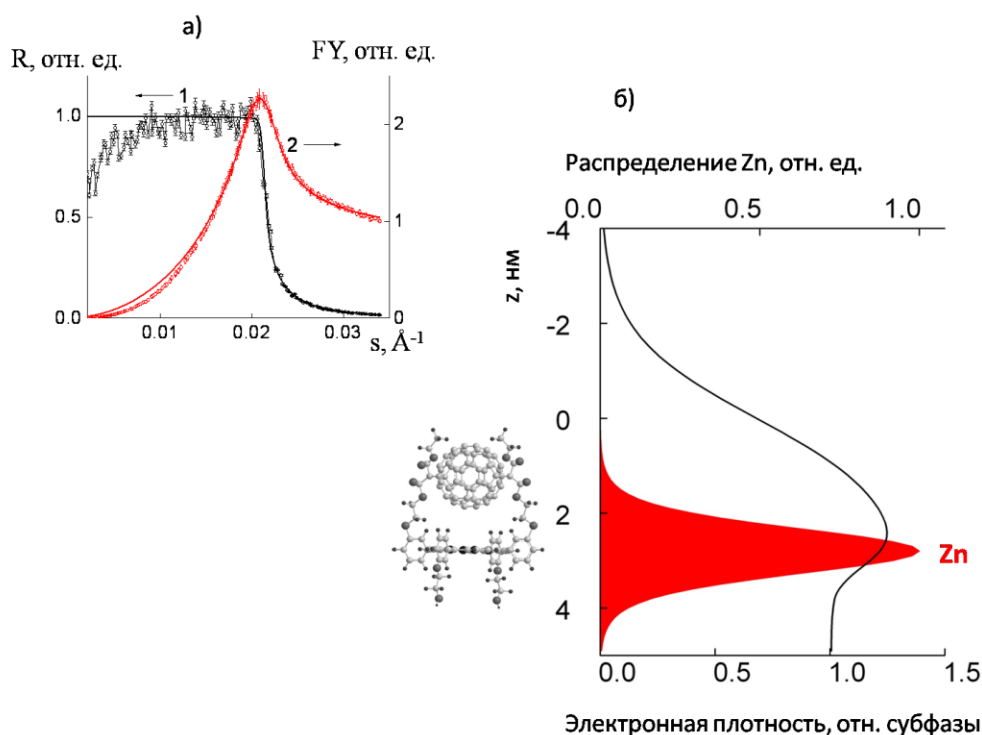 а)
R, отн. ед.
FY, отн. ед.
1
1.0
2
2
0.5
1
0.0
0
0.01
0.02
0.03
s, Å-1
б)
Распределение Zn, отн. ед.
0.0
0.5
1.0
-4
z, нм
-2
0
2
Zn
4
0.0
0.5
1.0
1.5
Электронная плотность, отн. субфазы